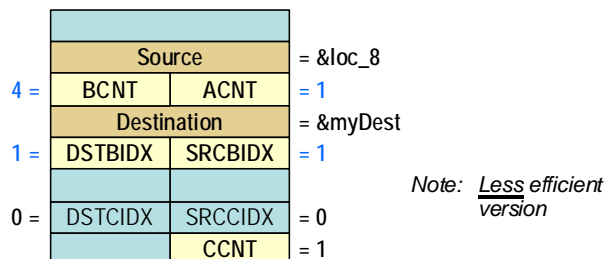 Source = &loc_8
4 = BCNT ACNT = 1
Destination = &myDest
1 = DSTBIDX SRCBIDX = 1
Note: Less efficient
version
0 = DSTCIDX SRCCIDX = 0
CCNT = 1